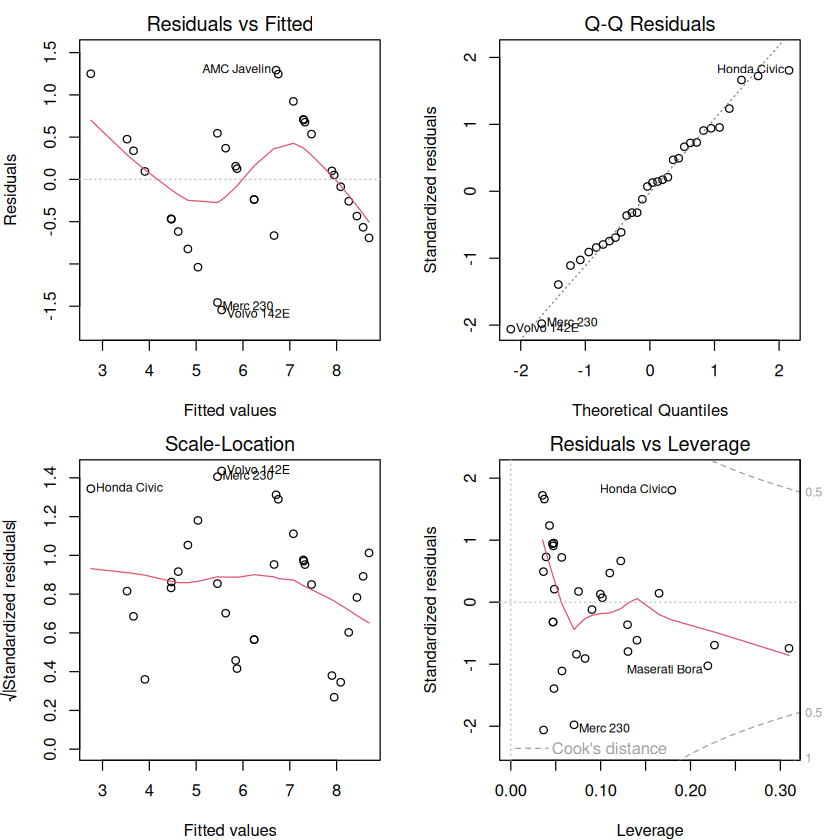 Residuals vs Fitted
Residuals
1.5
1.0
0.5
0.0
-0.5
-1.5
AMC Javelin
Merc 230
Volvo 142E
3 4 5 6 7 8
Fitted values
Q-Q Residuals
Standardized residuals
2
1
0
-1
-2
Honda Civic
Merc 230
Volvo 142E
-2 -1 0 1 2
Theoretical Quantiles
Scale-Location
√|Standardized residuals|
1.4
1.2
1.0
0.8
0.6
0.4
0.2
0.0
Volvo 142E
Merc 230
Honda Civic
3 4 5 6 7 8
Fitted values
Residuals vs Leverage
Standardized residuals
2
1
0
-1
-2
Honda Civic
Maserati Bora
Merc 230
Cook's distance
0.5
0.5
1
0.00 0.10 0.20 0.30
Leverage